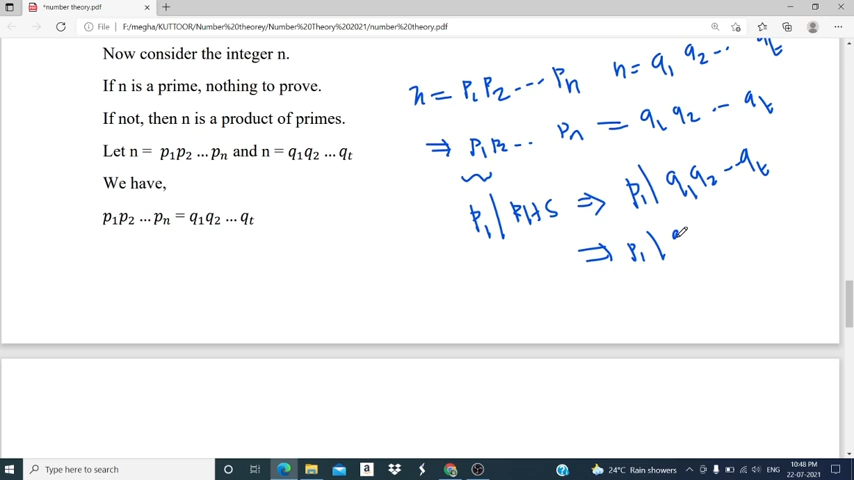 *number theory.pdf
File | F:/megha/KUTTOOR/Number%20theorey/Number%20Theory%202021/number%20theory.pdf
Now consider the integer n.
If n is a prime, nothing to prove.
If not, then n is a product of primes.
Let n = p₁p₂ …pₙ and n = q₁q₂ …qₜ
We have,
p₁p₂ …pₙ = q₁q₂ …qₜ
n = p₁ p₂ --- pₙ n = q₁ q₂ -- qₜ
⇒ p₁p₂ -- pₙ = q₁ q₂ -- qₜ
p₁ | RHS ⇒ p₁ | q₁q₂ -- qₜ
⇒ p₁ |
Type here to search
a
24°C Rain showers
ENG
10:48 PM
22-07-2021